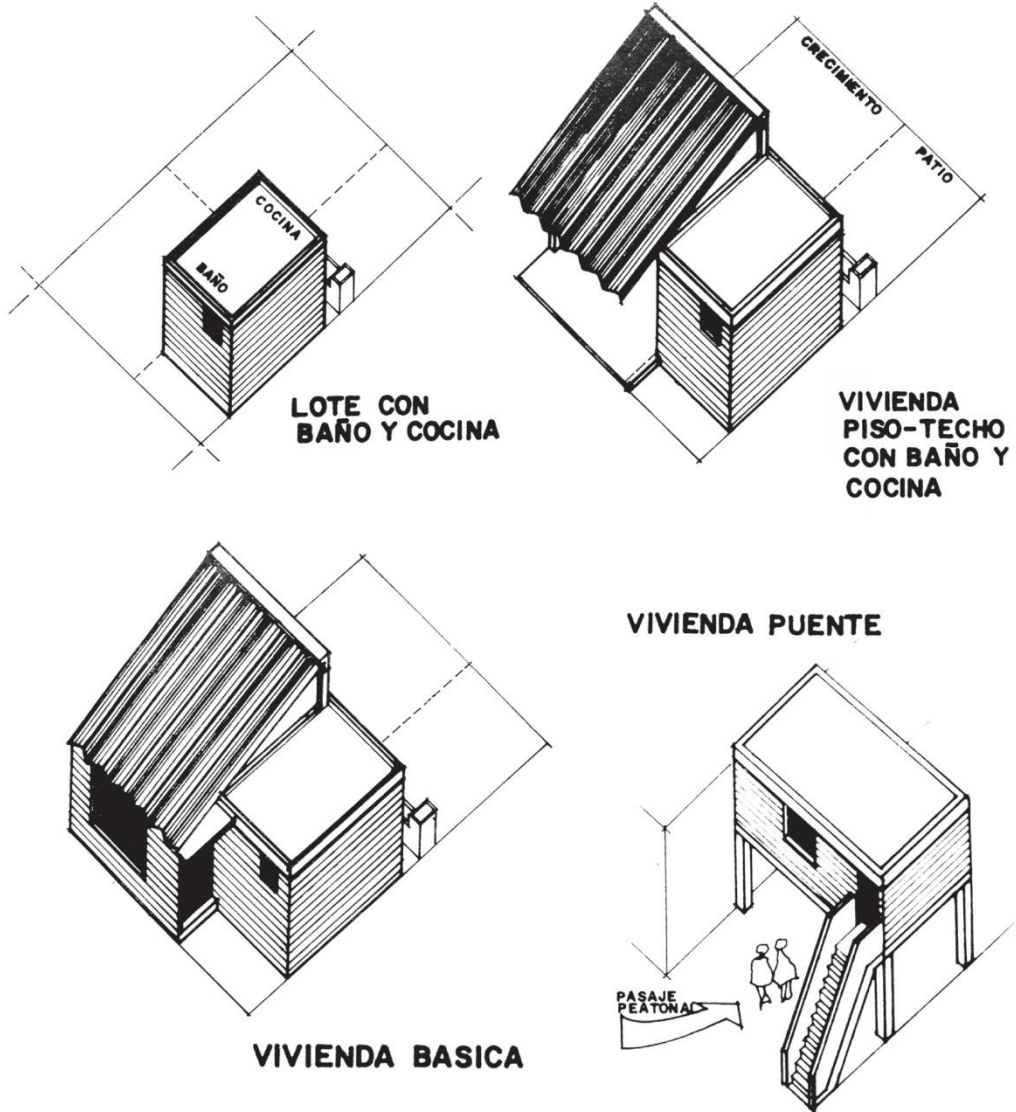 COCINA
BAÑO
LOTE CON
BAÑO Y COCINA
CRECIMIENTO
PATIO
VIVIENDA
PISO-TECHO
CON BAÑO Y
COCINA
VIVIENDA BASICA
VIVIENDA PUENTE
PASAJE
PEATONAL